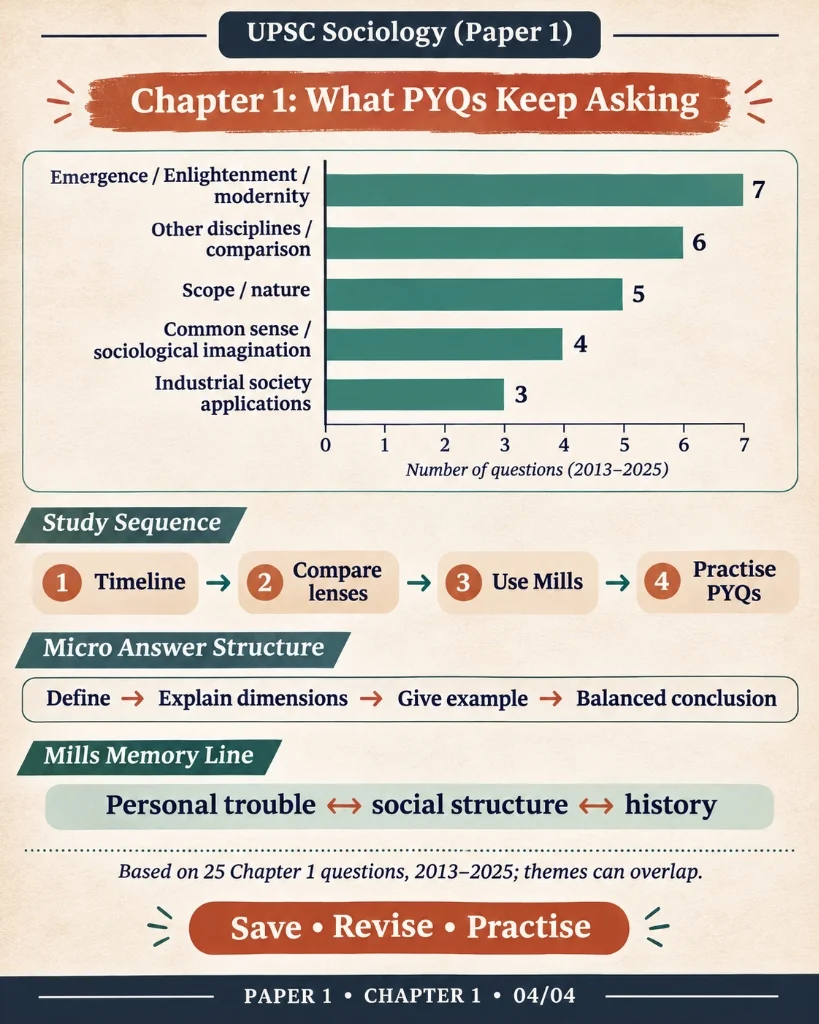 UPSC Sociology (Paper 1)
Chapter 1: What PYQs Keep Asking
Emergence / Enlightenment /
modernity
7
Other disciplines /
comparison
6
Scope / nature
5
Common sense /
sociological imagination
4
Industrial society
applications
3
0 1 2 3 4 5 6 7
Number of questions (2013–2025)
Study Sequence
1 Timeline → 2 Compare lenses → 3 Use Mills → 4 Practise PYQs
Micro Answer Structure
Define → Explain dimensions → Give example → Balanced conclusion
Mills Memory Line
Personal trouble ↔ social structure ↔ history
Based on 25 Chapter 1 questions, 2013–2025; themes can overlap.
Save • Revise • Practise
PAPER 1 • CHAPTER 1 • 04/04